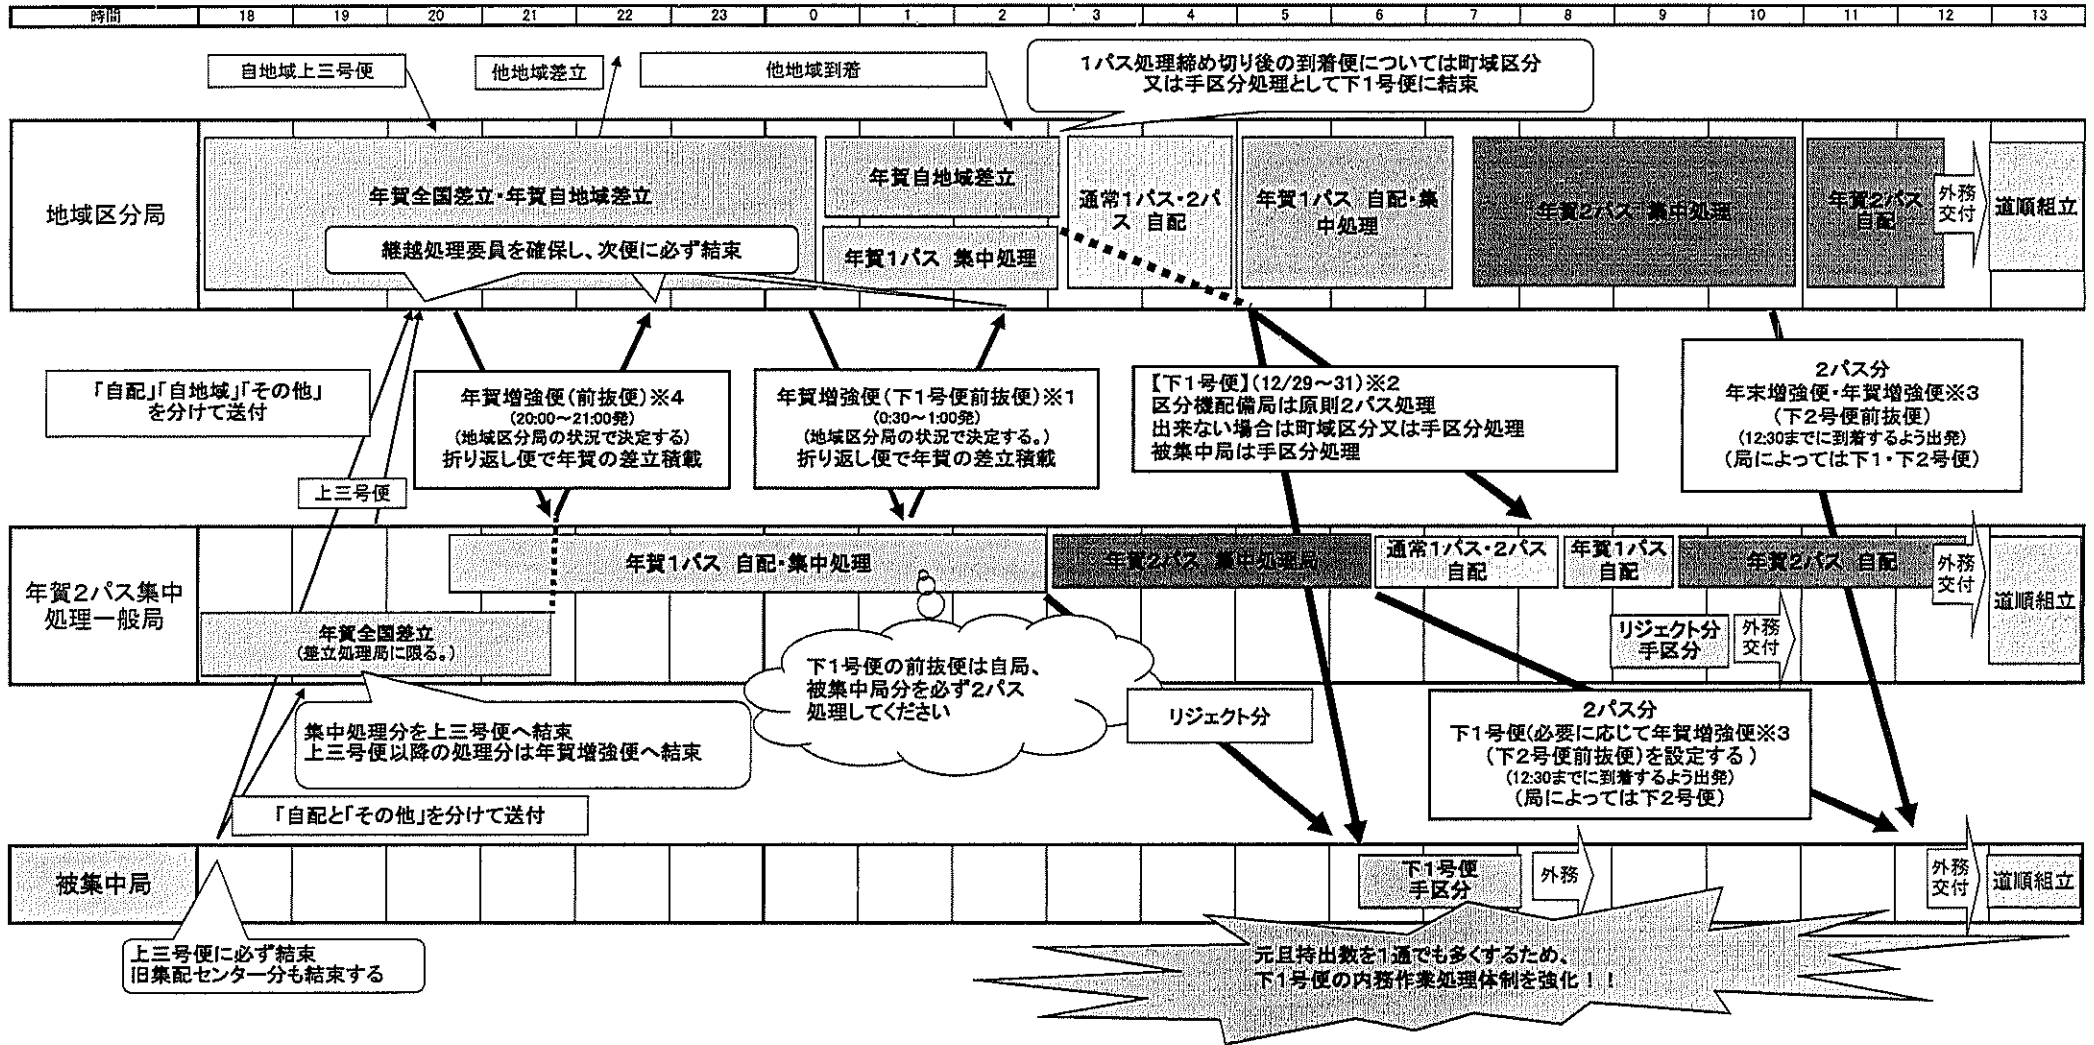 時間 18 19 20 21 22 23 0 1 2 3 4 5 6 7 8 9 10 11 12 13
自地域上三号便
他地域差立
他地域到着
1パス処理締め切り後の到着便については町域区分
又は手区分処理として下1号便に結束
地域区分局
年賀全国差立・年賀自地域差立
年賀自地域差立
年賀1パス 集中処理
通常1パス・2パ
ス 自配
年賀1パス 自配・集
中処理
年賀2パス 集中処理
年賀2パス
自配
外務
交付
道順組立
継越処理要員を確保し、次便に必ず結束
「自配」「自地域」「その他」
を分けて送付
上三号便
年賀増強便(前抜便)※4
(20:00～21:00発)
(地域区分局の状況で決定する)
折り返し便で年賀の差立積載
年賀増強便(下1号便前抜便)※1
(0:30～1:00発)
(地域区分局の状況で決定する。)
折り返し便で年賀の差立積載
【下1号便】(12/29～31)※2
区分機配備局は原則2パス処理
出来ない場合は町域区分又は手区分処理
被集中局は手区分処理
2パス分
年末増強便・年賀増強便※3
(下2号便前抜便)
(12:30までに到着するよう出発)
(局によっては下1・下2号便)
年賀2パス集中
処理一般局
年賀1パス 自配・集中処理
年賀2パス 集中処理局
通常1パス・2パス
自配
年賀1パス
自配
年賀2パス 自配
外務
交付
道順組立
年賀全国差立
(差立処理局に限る。)
リジェクト分
手区分
外務
交付
下1号便の前抜便は自局、
被集中局分を必ず2パス
処理してください
集中処理分を上三号便へ結束
上三号便以降の処理分は年賀増強便へ結束
リジェクト分
2パス分
下1号便(必要に応じて年賀増強便※3
(下2号便前抜便)を設定する)
(12:30までに到着するよう出発)
(局によっては下2号便)
「自配と「その他」を分けて送付
被集中局
下1号便
手区分
外務
外務
交付
道順組立
上三号便に必ず結束
旧集配センター分も結束する
元旦持出数を1通でも多くするため、
下1号便の内務作業処理体制を強化!!